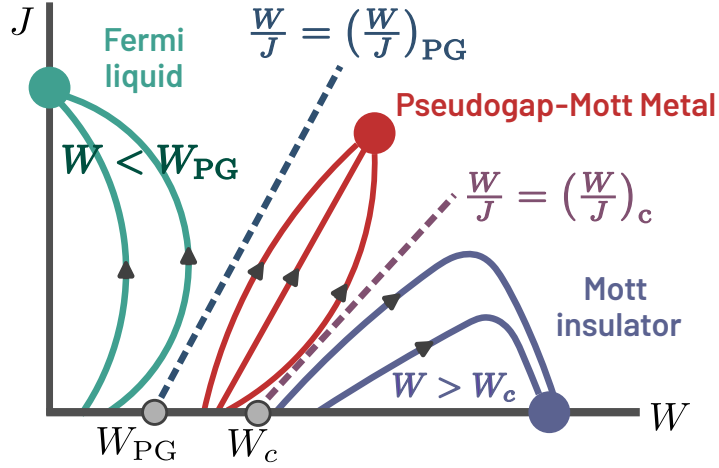 J
Fermi
liquid
W/J = (W/J)_PG
Pseudogap-Mott Metal
W < W_PG
W/J = (W/J)_c
Mott
insulator
W > W_c
W_PG
W_c
W